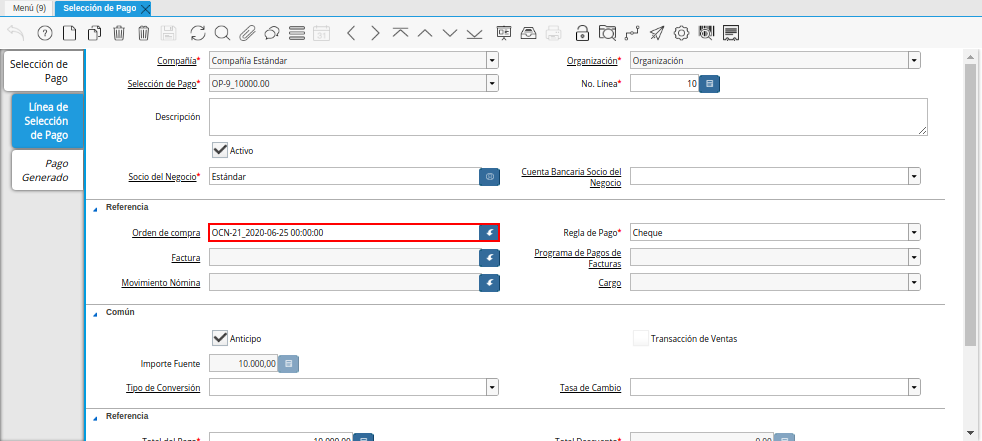 Menú (9)
Selección de Pago
Selección de
Pago
Línea de
Selección
de Pago
Pago
Generado
Compañía* Compañía Estándar Organización* Organización
Selección de Pago* OP-9_10000.00 No. Línea* 10
Descripción
Activo
Socio del Negocio* Estándar Cuenta Bancaria Socio del
Negocio
Referencia
Orden de compra OCN-21_2020-06-25 00:00:00 Regla de Pago* Cheque
Factura Programa de Pagos de
Facturas
Movimiento Nómina Cargo
Común
Anticipo Transacción de Ventas
Importe Fuente 10.000,00
Tipo de Conversión Tasa de Cambio
Referencia
Total del Pago* 10.000,00 Total Descuento* 0,00